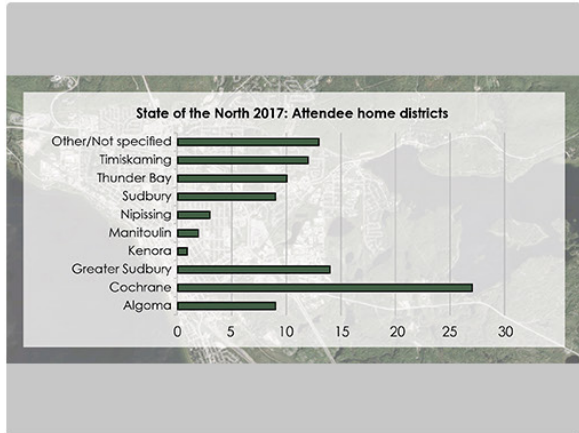 State of the North 2017: Attendee home districts
Other/Not specified
Timiskaming
Thunder Bay
Sudbury
Nipissing
Manitoulin
Kenora
Greater Sudbury
Cochrane
Algoma
0 5 10 15 20 25 30